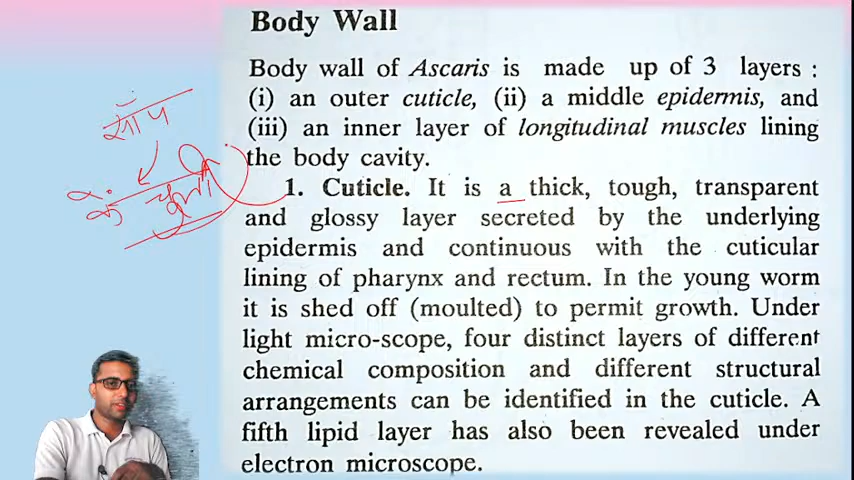 Body Wall
Body wall of Ascaris is made up of 3 layers :
(i) an outer cuticle, (ii) a middle epidermis, and
(iii) an inner layer of longitudinal muscles lining
the body cavity.
1. Cuticle. It is a thick, tough, transparent
and glossy layer secreted by the underlying
epidermis and continuous with the cuticular
lining of pharynx and rectum. In the young worm
it is shed off (moulted) to permit growth. Under
light micro-scope, four distinct layers of different
chemical composition and different structural
arrangements can be identified in the cuticle. A
fifth lipid layer has also been revealed under
electron microscope.
साँप